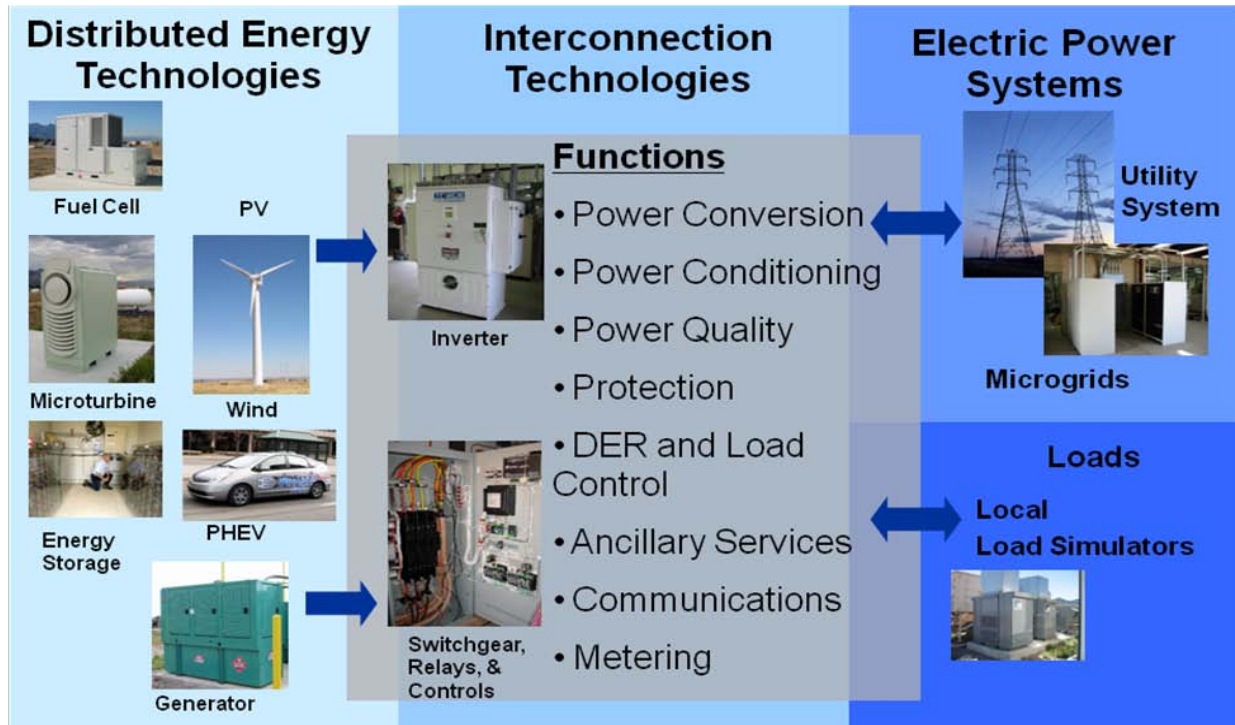 Distributed Energy
Technologies
Fuel Cell
PV
Microturbine
Wind
Energy
Storage
PHEV
Generator
Interconnection
Technologies
Inverter
Switchgear,
Relays, &
Controls
Functions
• Power Conversion
• Power Conditioning
• Power Quality
• Protection
• DER and Load
Control
• Ancillary Services
• Communications
• Metering
Electric Power
Systems
Utility
System
Microgrids
Loads
Local
Load Simulators